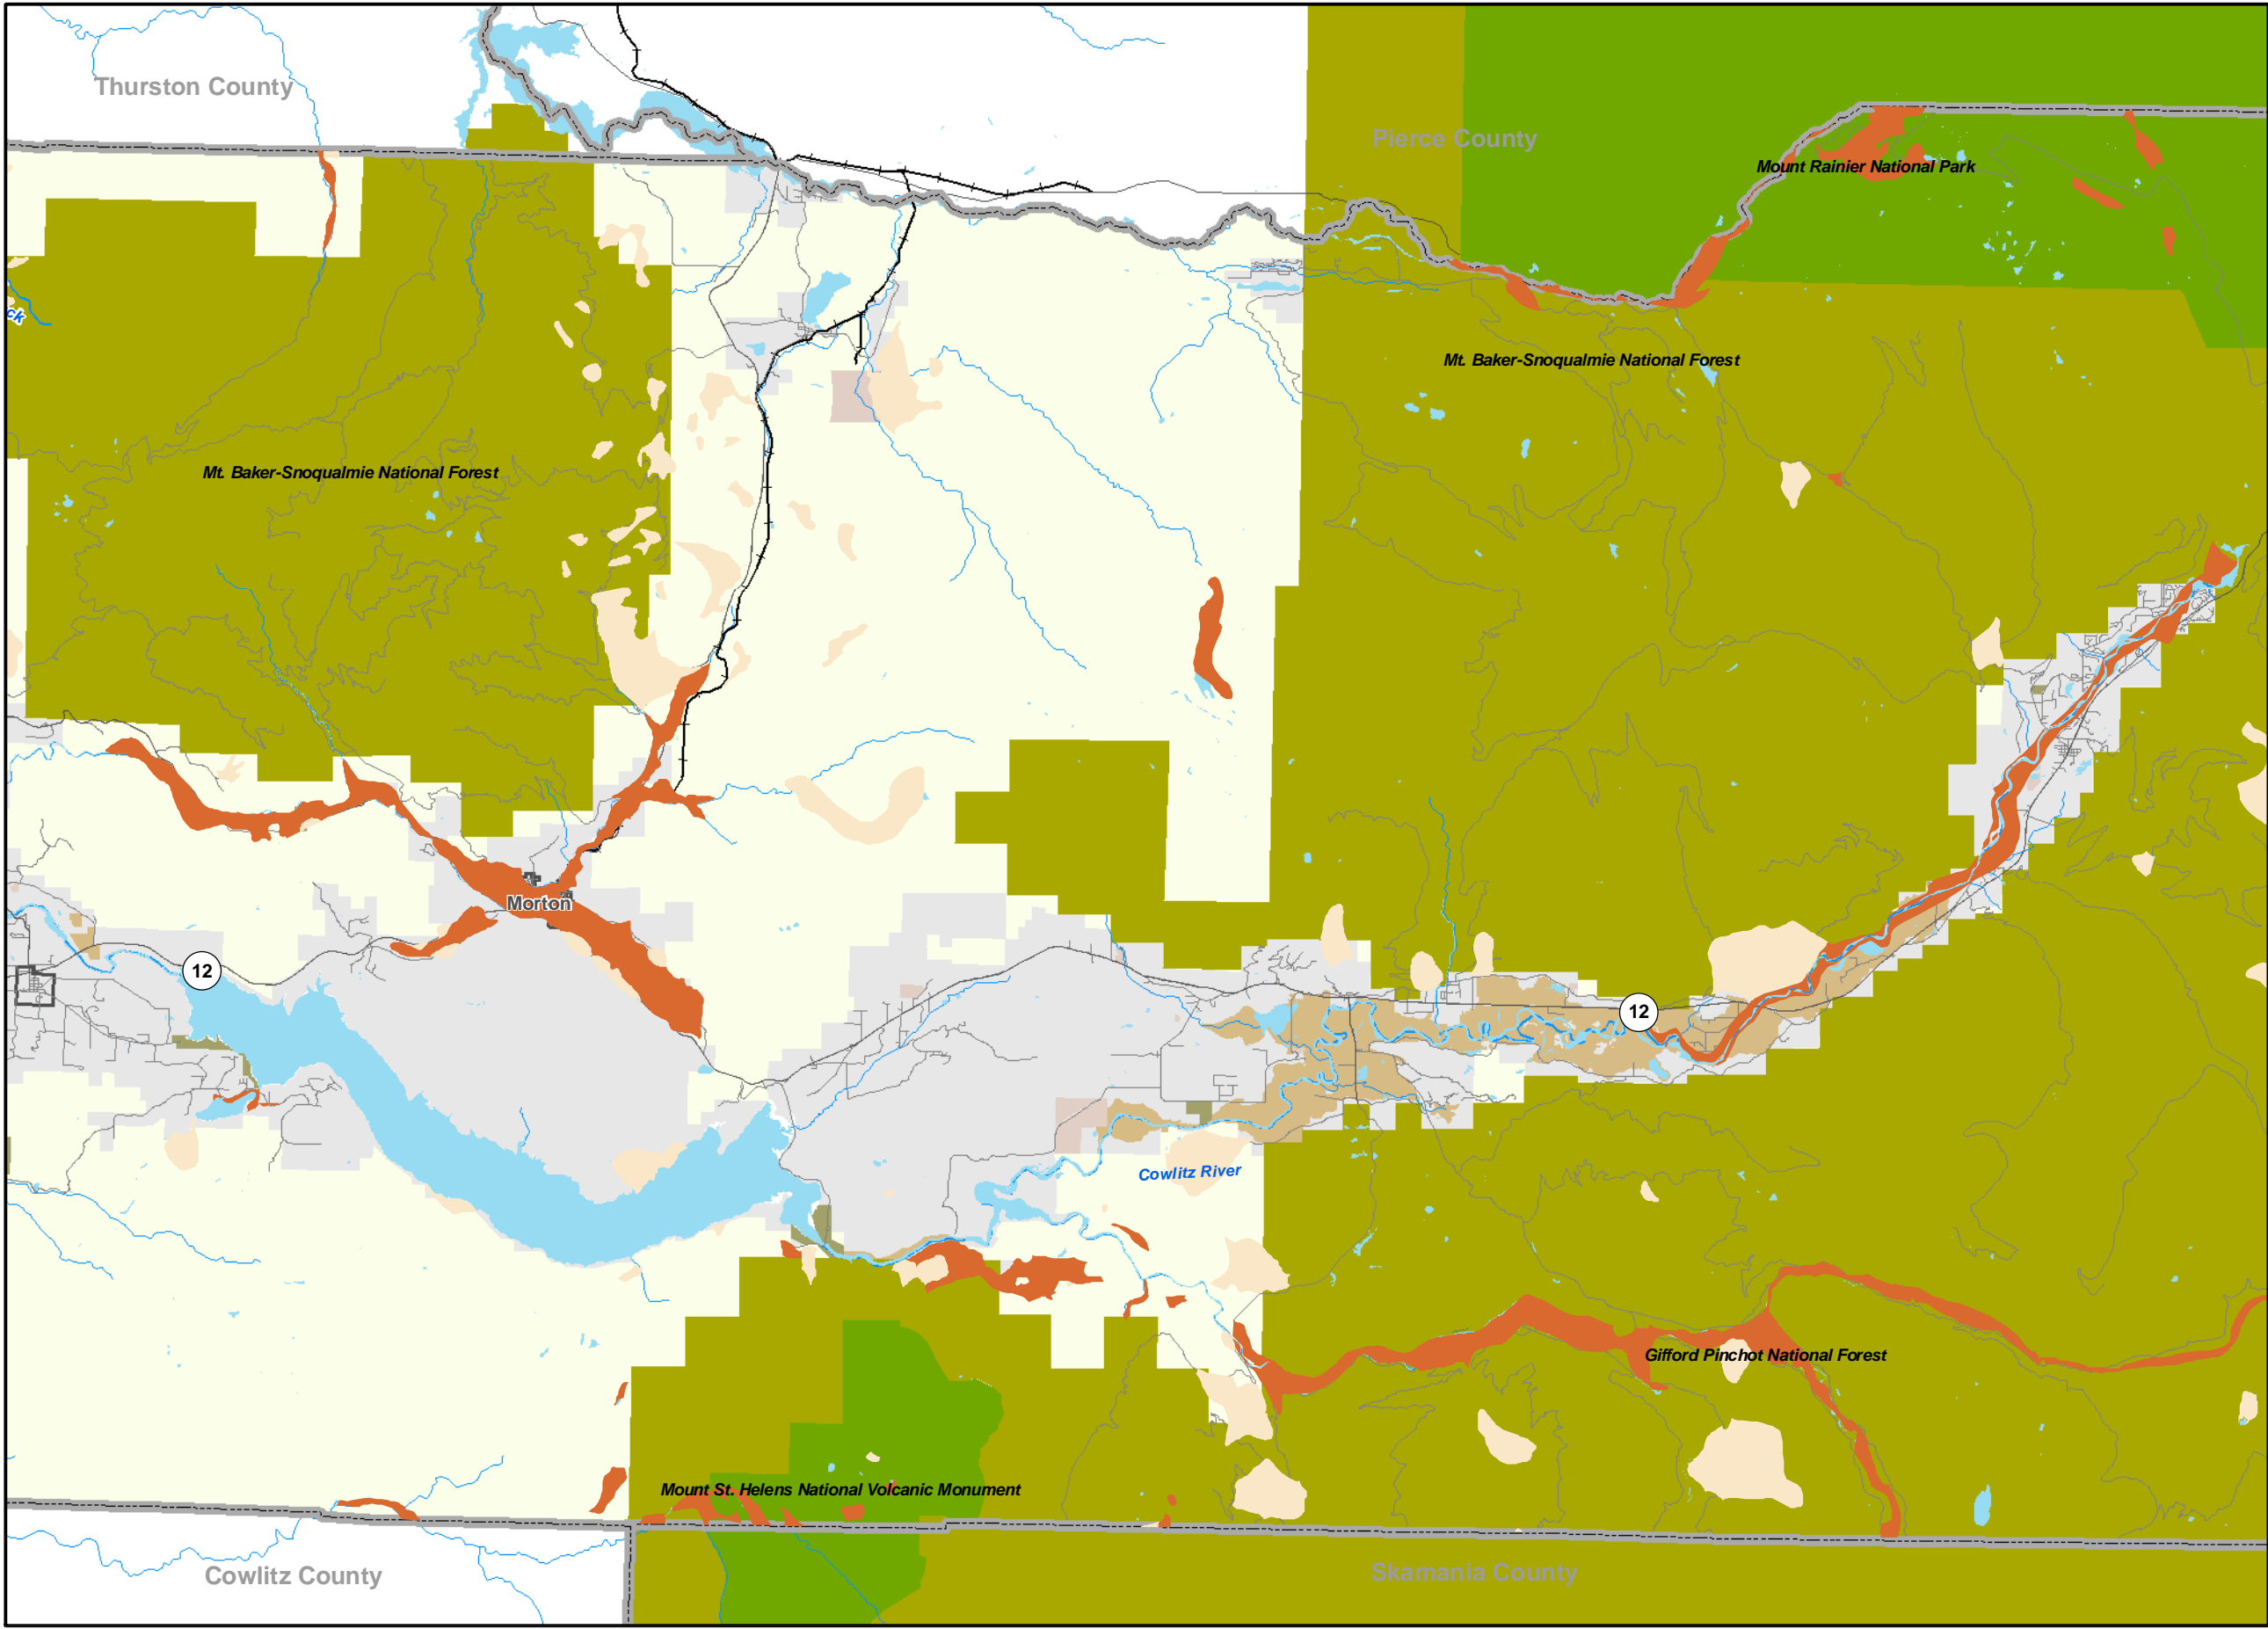 Thurston County
Pierce County
Mount Rainier National Park
ck
Mt. Baker-Snoqualmie National Forest
Mt. Baker-Snoqualmie National Forest
Morton
12
12
Cowlitz River
Gifford Pinchot National Forest
Mount St. Helens National Volcanic Monument
Cowlitz County
Skamania County